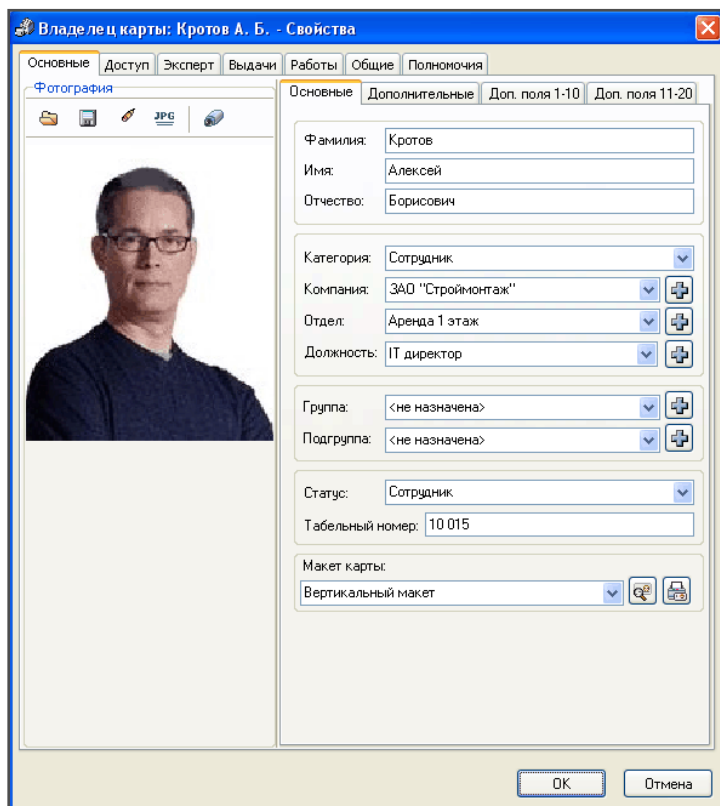 Владелец карты: Кротов А. Б. - Свойства
Основные Доступ Эксперт Выдачи Работы Общие Полномочия
Фотография
JPG
Основные Дополнительные Доп. поля 1-10 Доп. поля 11-20
Фамилия: Кротов
Имя: Алексей
Отчество: Борисович
Категория: Сотрудник
Компания: ЗАО "Строймонтаж"
Отдел: Аренда 1 этаж
Должность: IT директор
Группа: <не назначена>
Подгруппа: <не назначена>
Статус: Сотрудник
Табельный номер: 10 015
Макет карты:
Вертикальный макет
OK Отмена